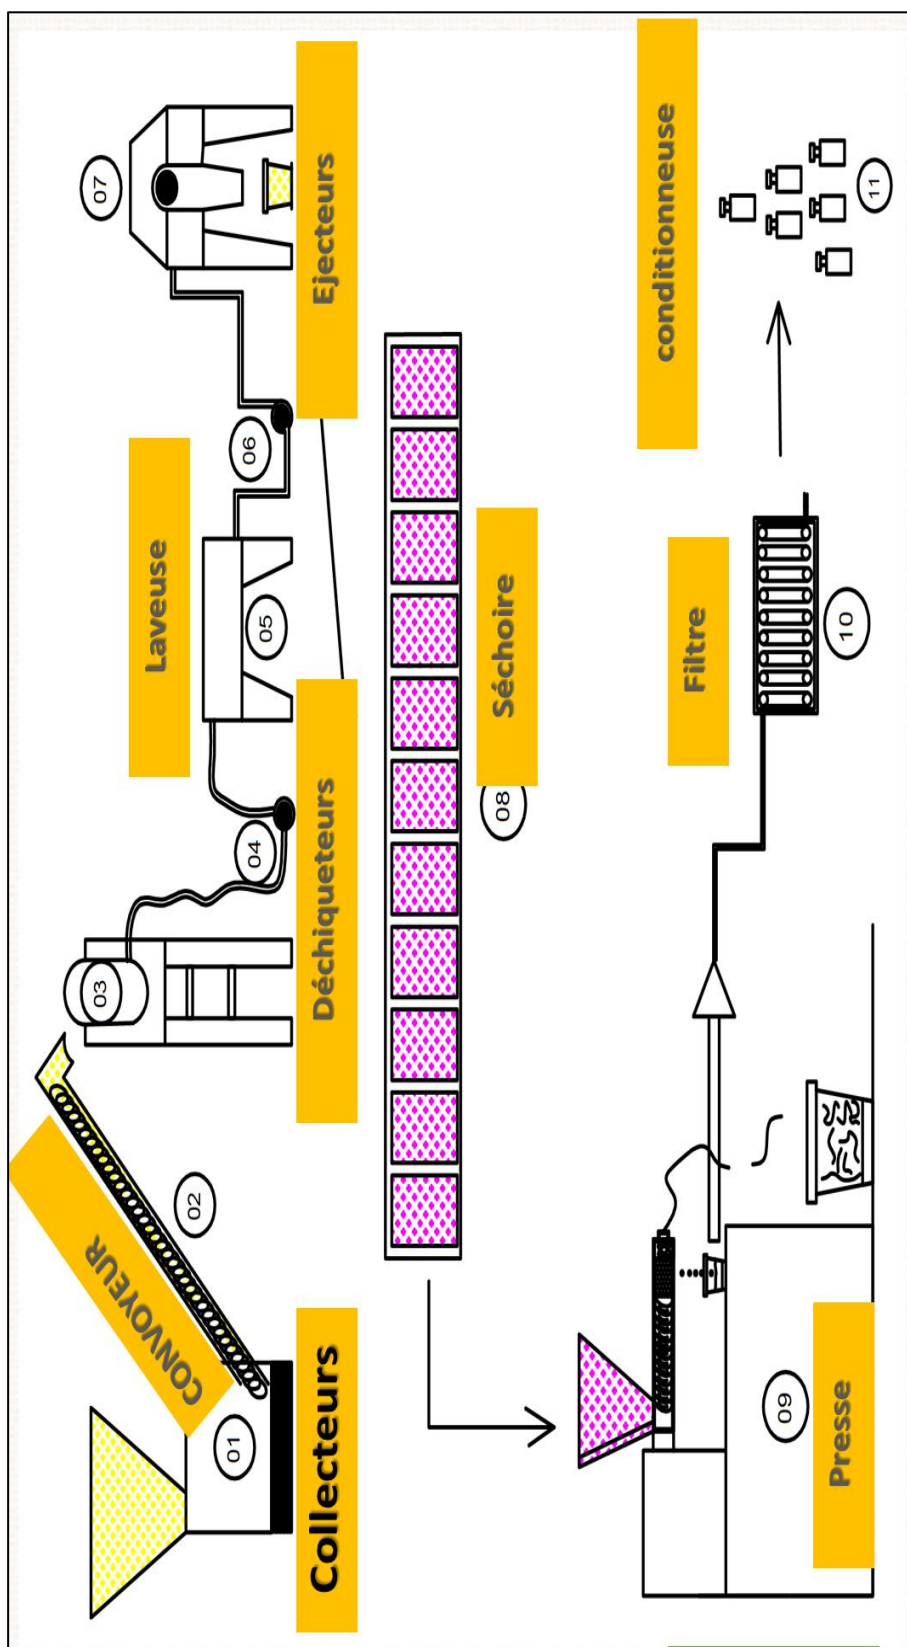 Collecteurs
01
CONVOYEUR
02
03
Déchiqueteurs
04
Laveuse
05
06
Ejecteurs
07
Séchoire
08
Presse
09
Filtre
10
conditionneuse
11